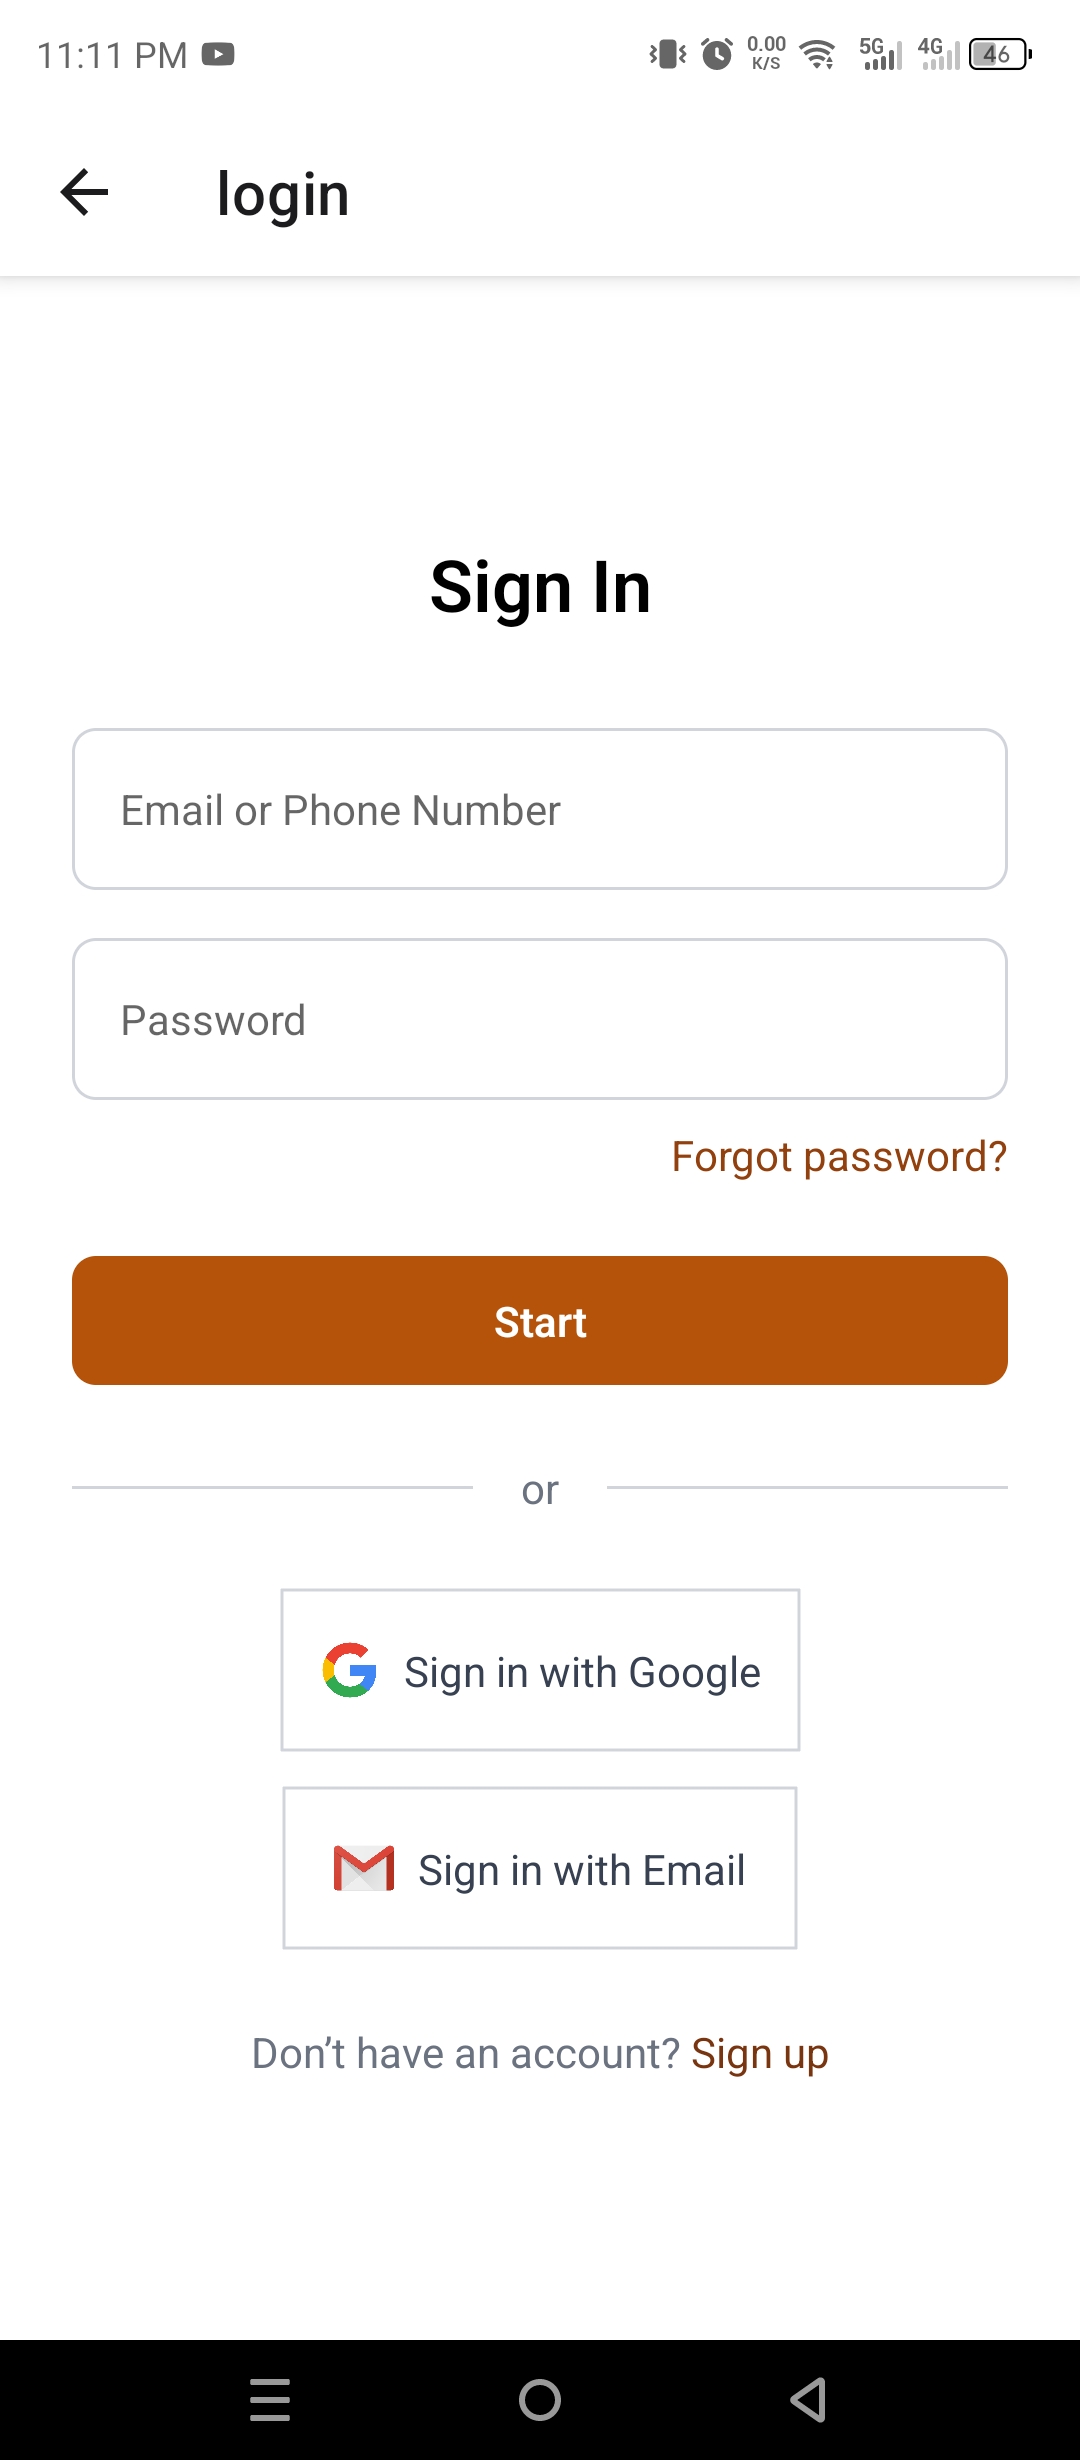 11:11 PM
0.00
K/S
5G
4G
46
login
Sign In
Email or Phone Number
Password
Forgot password?
Start
or
Sign in with Google
Sign in with Email
Don’t have an account? Sign up